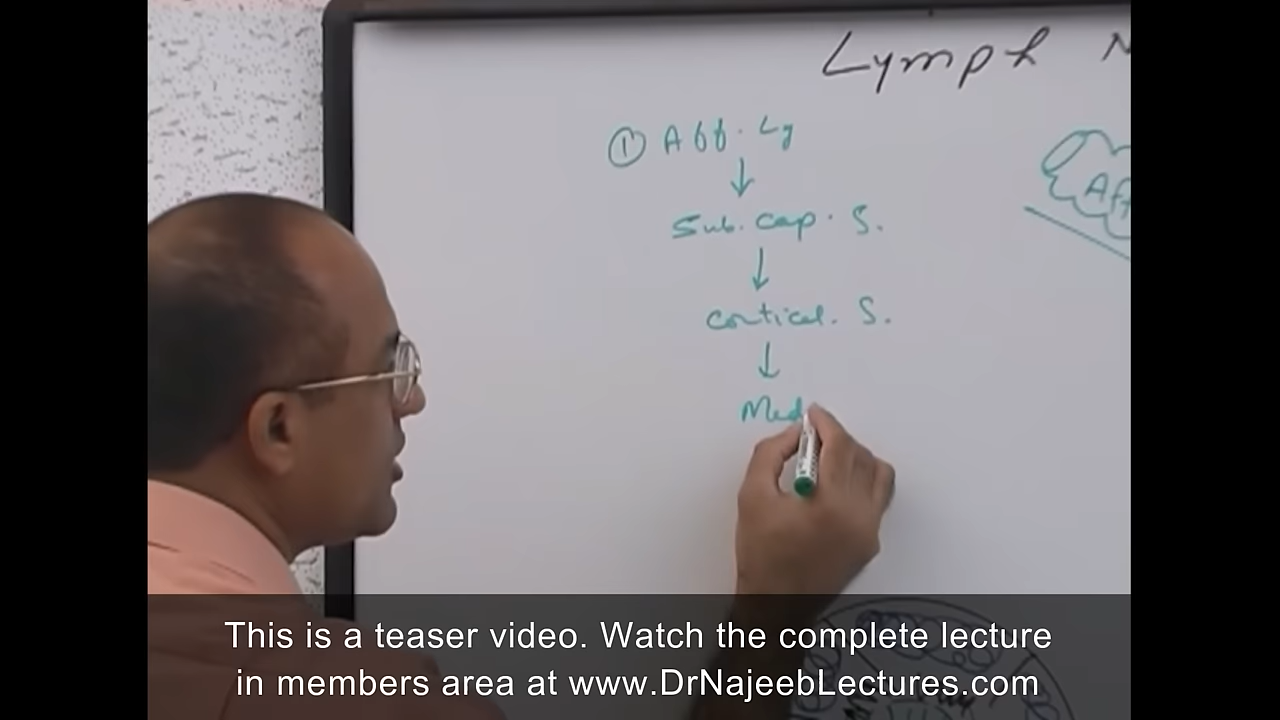 Lymph N
① Aff. Ly
↓
Sub. Cap. S.
↓
Cortical. S.
↓
Med
Aff
This is a teaser video. Watch the complete lecture
in members area at www.DrNajeebLectures.com